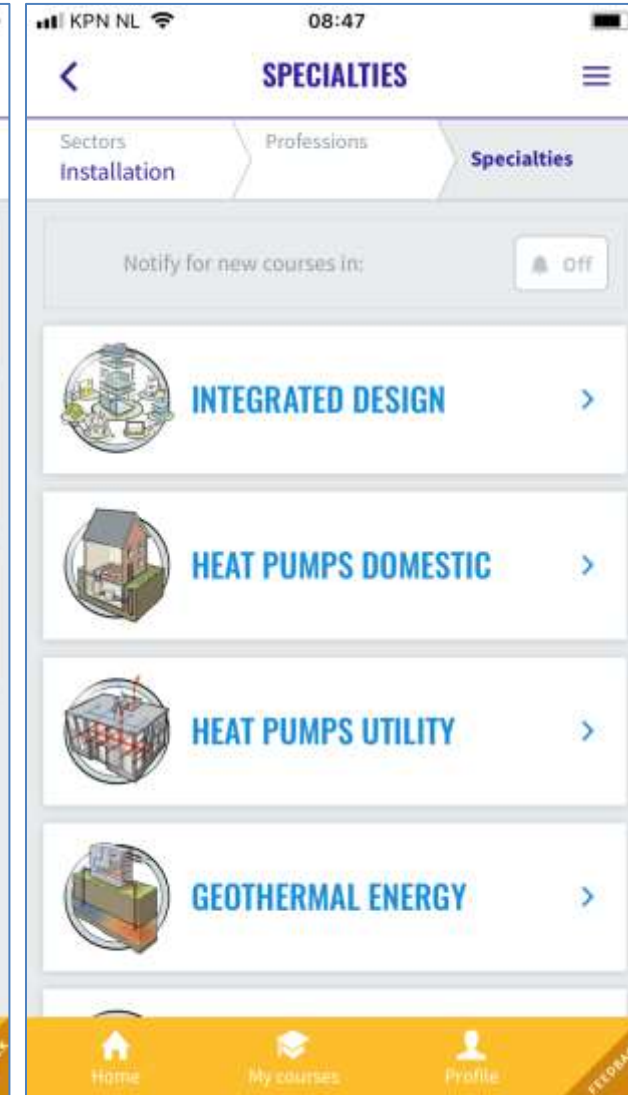 KPN NL 08:47
SPECIALTIES
Sectors Professions
Installation Specialties
Notify for new courses in: Off
INTEGRATED DESIGN
HEAT PUMPS DOMESTIC
HEAT PUMPS UTILITY
GEOTHERMAL ENERGY
Home My courses Profile